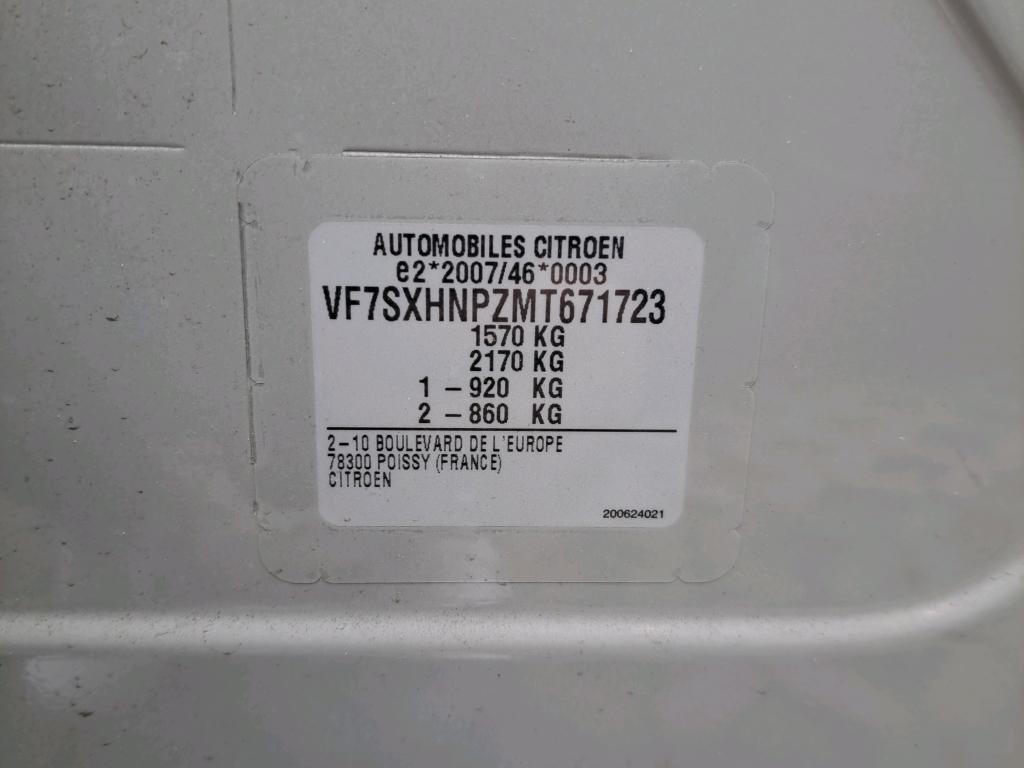 AUTOMOBILES CITROEN
e2*2007/46*0003
VF7SXHNPZMT671723
1570 KG
2170 KG
1 –920 KG
2 –860 KG
2–10 BOULEVARD DE L'EUROPE
78300 POISSY (FRANCE)
CITROEN
200624021